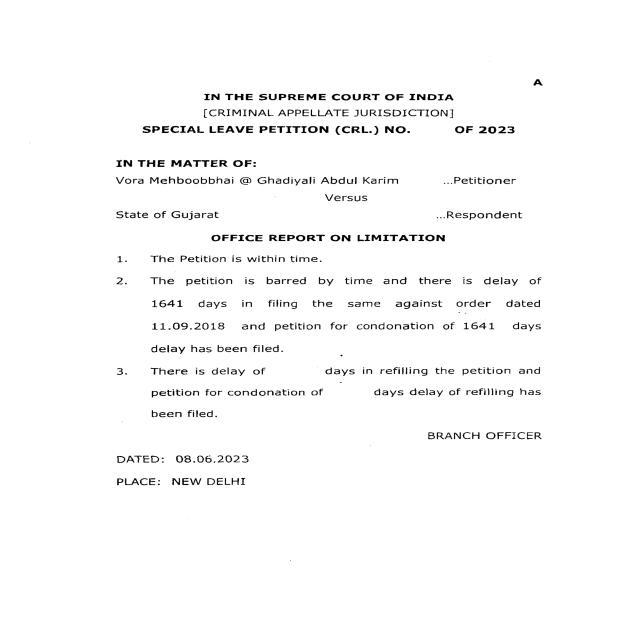 A
IN THE SUPREME COURT OF INDIA
[CRIMINAL APPELLATE JURISDICTION]
SPECIAL LEAVE PETITION (CRL.) NO. OF 2023
IN THE MATTER OF:
Vora Mehboobbhai @ Ghadiyali Abdul Karim ...Petitioner
Versus
State of Gujarat ...Respondent
OFFICE REPORT ON LIMITATION
1. The Petition is within time.
2. The petition is barred by time and there is delay of
1641 days in filing the same against order dated
11.09.2018 and petition for condonation of 1641 days
delay has been filed.
3. There is delay of days in refilling the petition and
petition for condonation of days delay of refilling has
been filed.
BRANCH OFFICER
DATED: 08.06.2023
PLACE: NEW DELHI